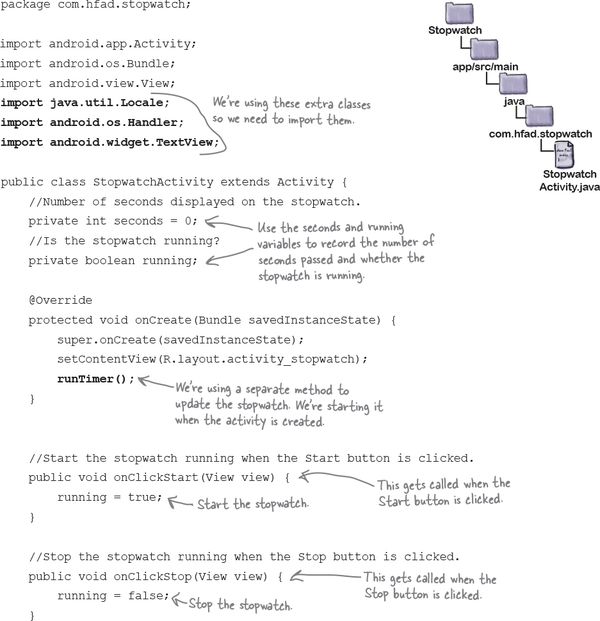 package com.hfad.stopwatch;
import android.app.Activity;
import android.os.Bundle;
import android.view.View;
import java.util.Locale;
import android.os.Handler;
import android.widget.TextView;
We're using these extra classes
so we need to import them.
Stopwatch
app/src/main
java
com.hfad.stopwatch
Stopwatch
Activity.java
public class StopwatchActivity extends Activity {
//Number of seconds displayed on the stopwatch.
private int seconds = 0;
//Is the stopwatch running?
private boolean running;
Use the seconds and running
variables to record the number of
seconds passed and whether the
stopwatch is running.
@Override
protected void onCreate(Bundle savedInstanceState) {
super.onCreate(savedInstanceState);
setContentView(R.layout.activity_stopwatch);
runTimer();
We're using a separate method to
update the stopwatch. We're starting it
when the activity is created.
}
//Start the stopwatch running when the Start button is clicked.
public void onClickStart(View view) {
This gets called when the
Start button is clicked.
running = true;
Start the stopwatch.
}
//Stop the stopwatch running when the Stop button is clicked.
public void onClickStop(View view) {
This gets called when the
Stop button is clicked.
running = false;
Stop the stopwatch.
}